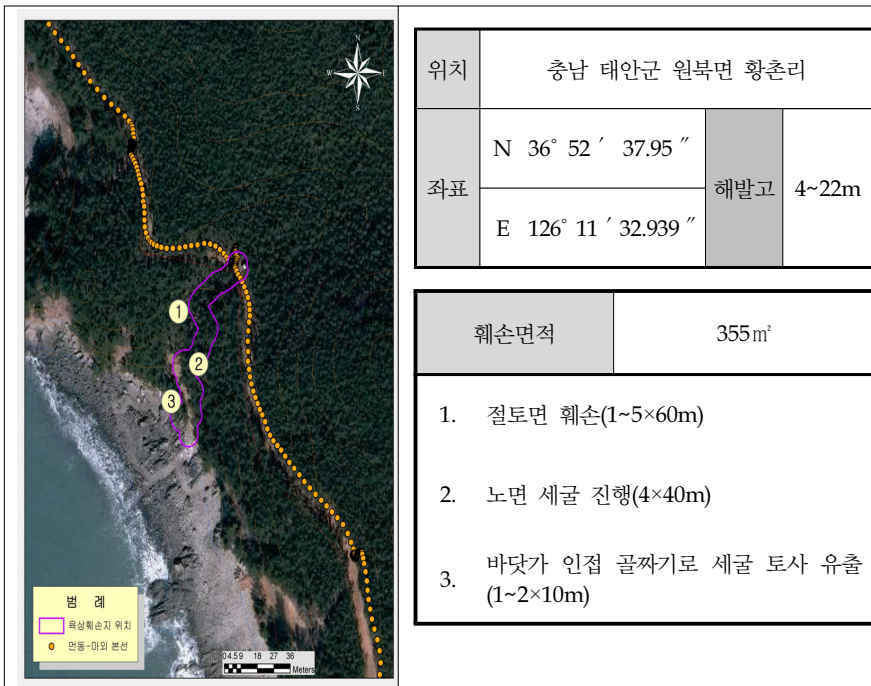 N
W E
S
1
2
3
범 례
육상훼손지 위치
먼동-마외 본선
0 4.5 9 18 27 36
Meters
위치 충남 태안군 원북면 황촌리
좌표 N 36° 52 ′ 37.95 ″ 해발고 4~22m
E 126° 11 ′ 32.939 ″
훼손면적 355㎡
1. 절토면 훼손(1~5×60m)
2. 노면 세굴 진행(4×40m)
3. 바닷가 인접 골짜기로 세굴 토사 유출
(1~2×10m)